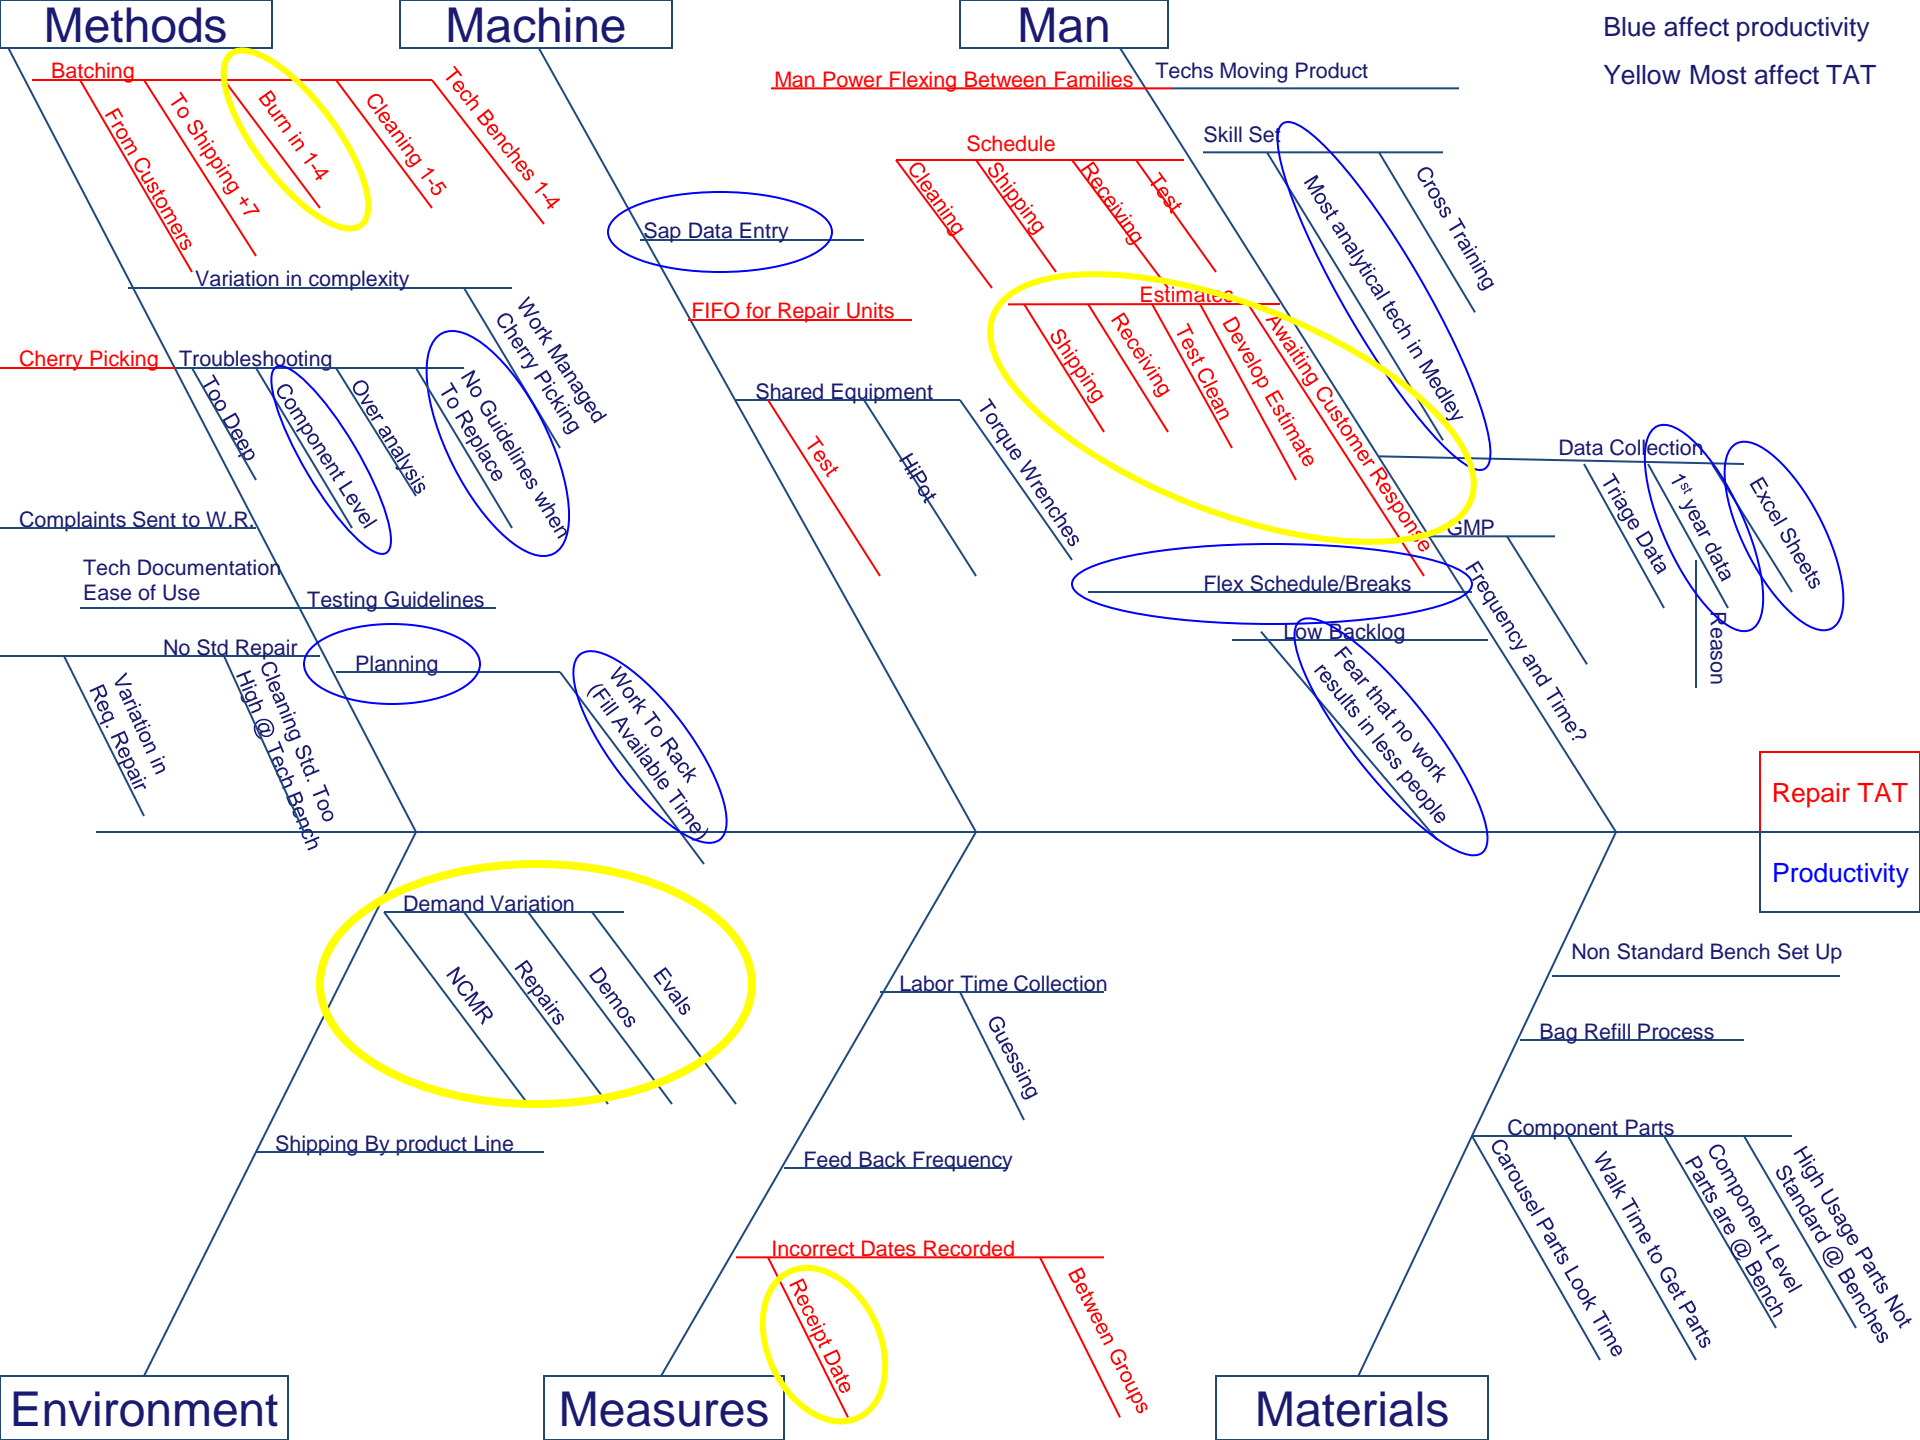 Methods
Machine
Man
Blue affect productivity
Yellow Most affect TAT
Batching
From Customers
To Shipping +7
Burn in 1-4
Cleaning 1-5
Tech Benches 1-4
Variation in complexity
Work Managed
Cherry Picking
Cherry Picking
Troubleshooting
Too Deep
Component Level
Over analysis
No Guidelines when
To Replace
Complaints Sent to W.R.
Tech Documentation
Ease of Use
Testing Guidelines
No Std Repair
Variation in
Req. Repair
Cleaning Std. Too
High @ Tech Bench
Planning
Work To Rack
(Fill Available Time)
Sap Data Entry
FIFO for Repair Units
Shared Equipment
Test
HiPot
Torque Wrenches
Man Power Flexing Between Families
Techs Moving Product
Schedule
Cleaning
Shipping
Receiving
Test
Skill Set
Most analytical tech in Medley
Cross Training
Estimates
Shipping
Receiving
Test Clean
Develop Estimate
Awaiting Customer Response
Data Collection
Triage Data
1st year data
Excel Sheets
Reason
GMP
Frequency and Time?
Flex Schedule/Breaks
Low Backlog
Fear that no work
results in less people
Repair TAT
Productivity
Demand Variation
NCMR
Repairs
Demos
Evals
Shipping By product Line
Labor Time Collection
Guessing
Feed Back Frequency
Incorrect Dates Recorded
Receipt Date
Between Groups
Non Standard Bench Set Up
Bag Refill Process
Component Parts
Carousel Parts Look Time
Walk Time to Get Parts
Component Level
Parts are @ Bench
High Usage Parts Not
Standard @ Benches
Environment
Measures
Materials